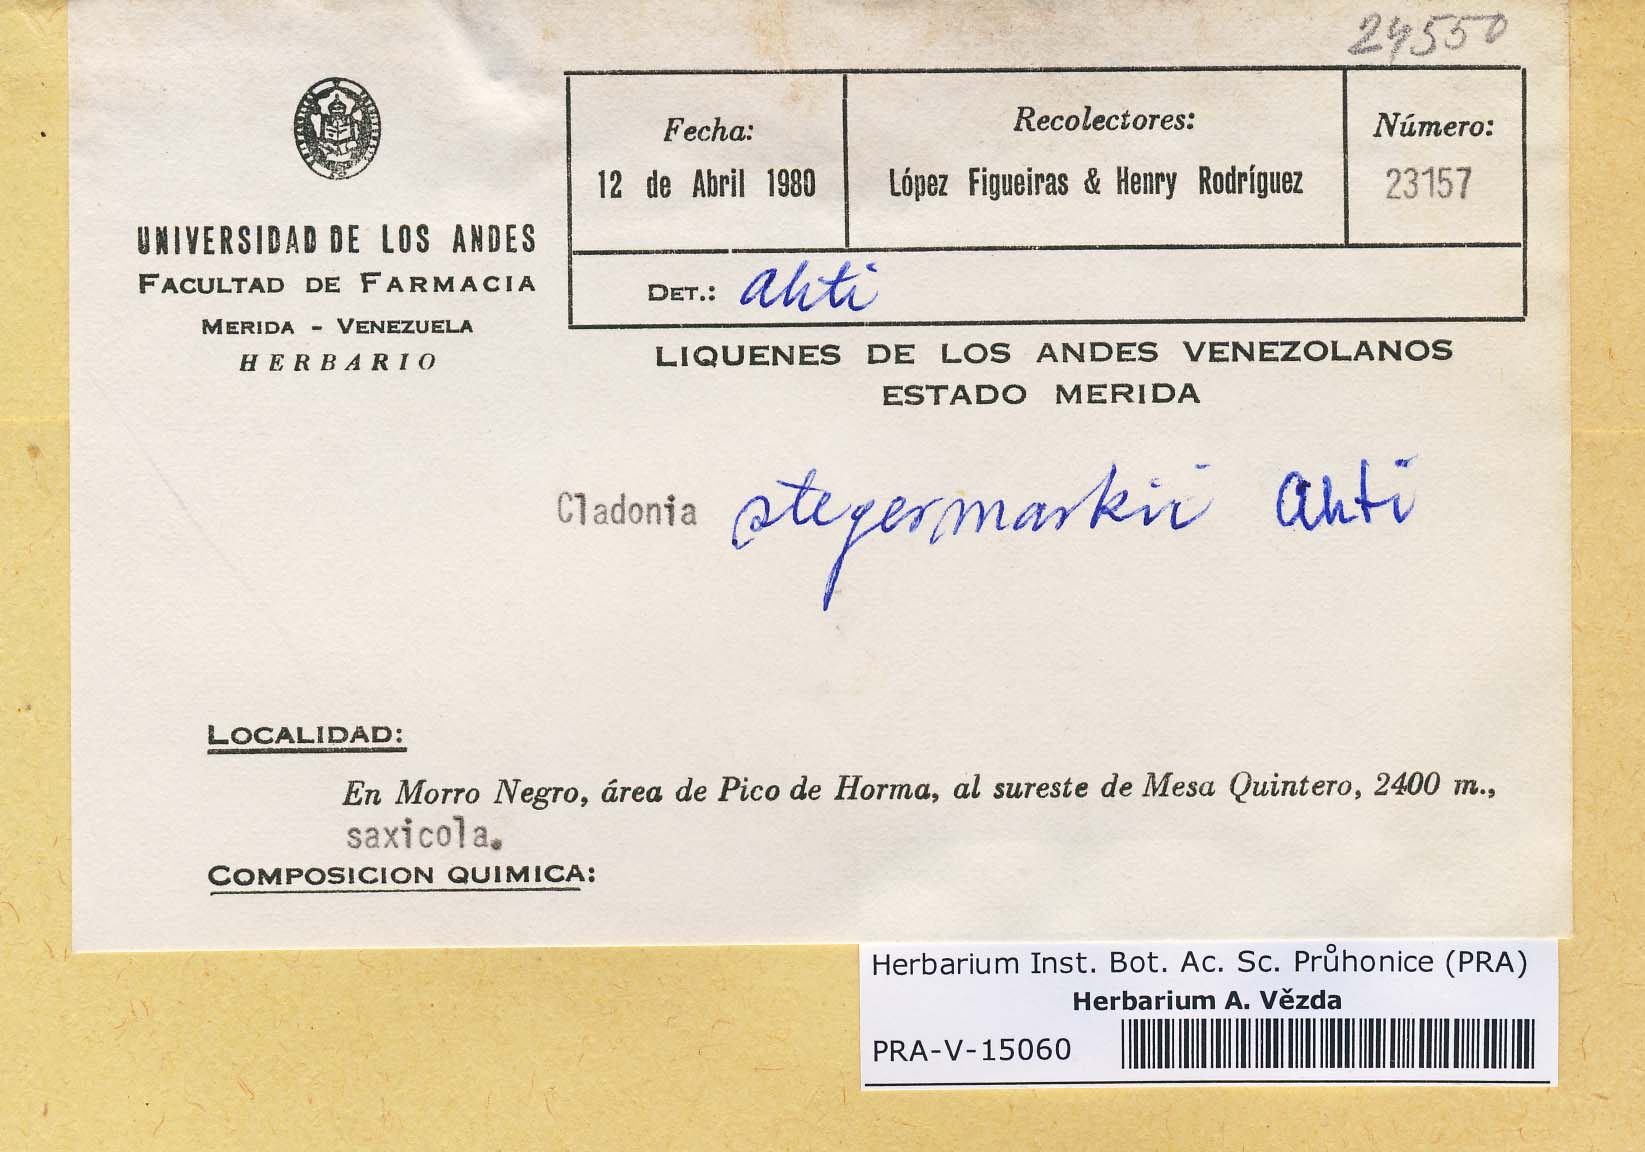 24550
Fecha:
12 de Abril 1980
Recolectores:
López Figueiras & Henry Rodríguez
Número:
23157
DET.: Ahti
UNIVERSIDAD DE LOS ANDES
FACULTAD DE FARMACIA
MERIDA - VENEZUELA
HERBARIO
LIQUENES DE LOS ANDES VENEZOLANOS
ESTADO MERIDA
Cladonia steyermarkii Ahti
LOCALIDAD:
En Morro Negro, área de Pico de Horma, al sureste de Mesa Quintero, 2400 m.,
saxicola.
COMPOSICION QUIMICA:
Herbarium Inst. Bot. Ac. Sc. Průhonice (PRA)
Herbarium A. Vězda
PRA-V-15060